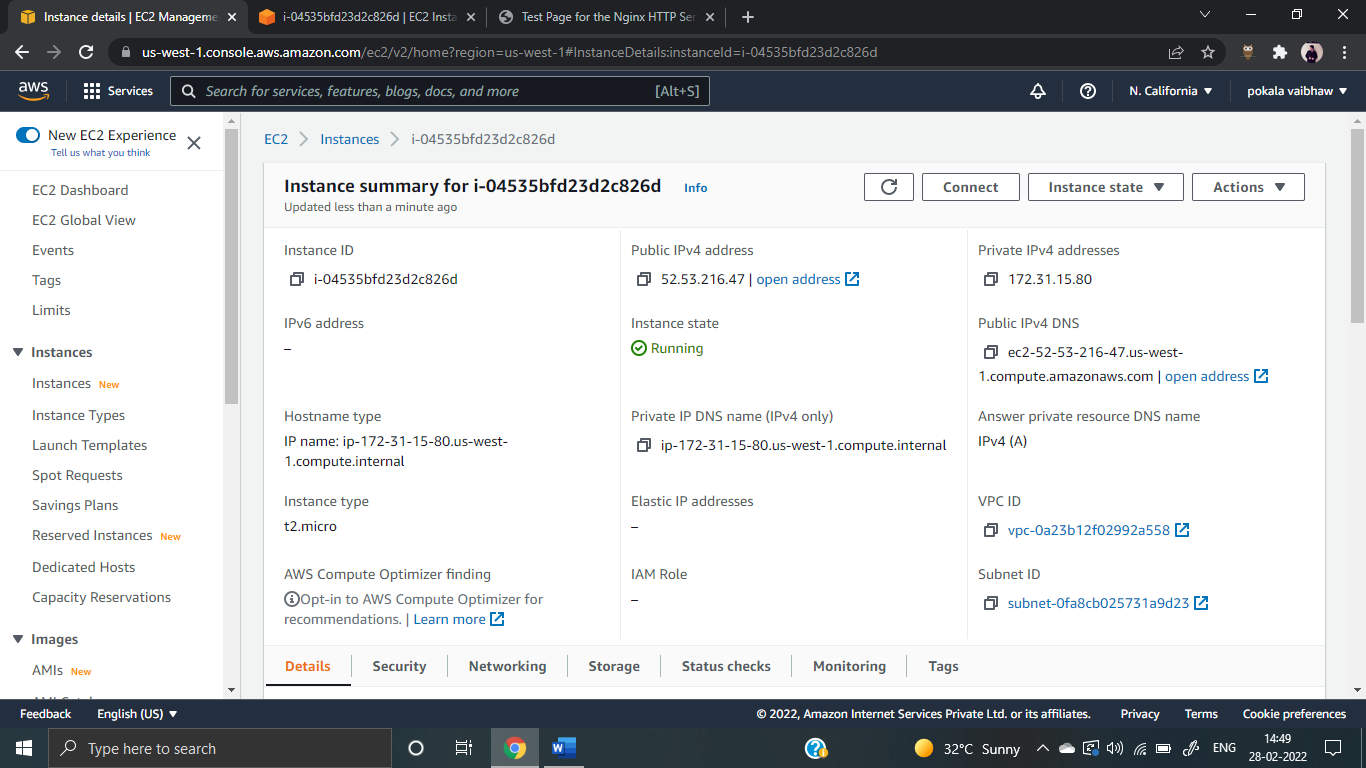 Instance details | EC2 Manageme
i-04535bfd23d2c826d | EC2 Insta
Test Page for the Nginx HTTP Ser
us-west-1.console.aws.amazon.com/ec2/v2/home?region=us-west-1#InstanceDetails:instanceId=i-04535bfd23d2c826d
aws
Services
Search for services, features, blogs, docs, and more
[Alt+S]
N. California
pokala vaibhaw
New EC2 Experience
Tell us what you think
EC2 Dashboard
EC2 Global View
Events
Tags
Limits
Instances
Instances New
Instance Types
Launch Templates
Spot Requests
Savings Plans
Reserved Instances New
Dedicated Hosts
Capacity Reservations
Images
AMIs New
EC2
Instances
i-04535bfd23d2c826d
Instance summary for i-04535bfd23d2c826d Info
Updated less than a minute ago
Connect
Instance state
Actions
Instance ID
i-04535bfd23d2c826d
Public IPv4 address
52.53.216.47 | open address
Private IPv4 addresses
172.31.15.80
IPv6 address
–
Instance state
Running
Public IPv4 DNS
ec2-52-53-216-47.us-west-
1.compute.amazonaws.com | open address
Hostname type
IP name: ip-172-31-15-80.us-west-
1.compute.internal
Private IP DNS name (IPv4 only)
ip-172-31-15-80.us-west-1.compute.internal
Answer private resource DNS name
IPv4 (A)
Instance type
t2.micro
Elastic IP addresses
–
VPC ID
vpc-0a23b12f02992a558
AWS Compute Optimizer finding
Opt-in to AWS Compute Optimizer for
recommendations. | Learn more
IAM Role
–
Subnet ID
subnet-0fa8cb025731a9d23
Details
Security
Networking
Storage
Status checks
Monitoring
Tags
Feedback
English (US)
© 2022, Amazon Internet Services Private Ltd. or its affiliates.
Privacy
Terms
Cookie preferences
Type here to search
32°C Sunny
ENG
14:49
28-02-2022